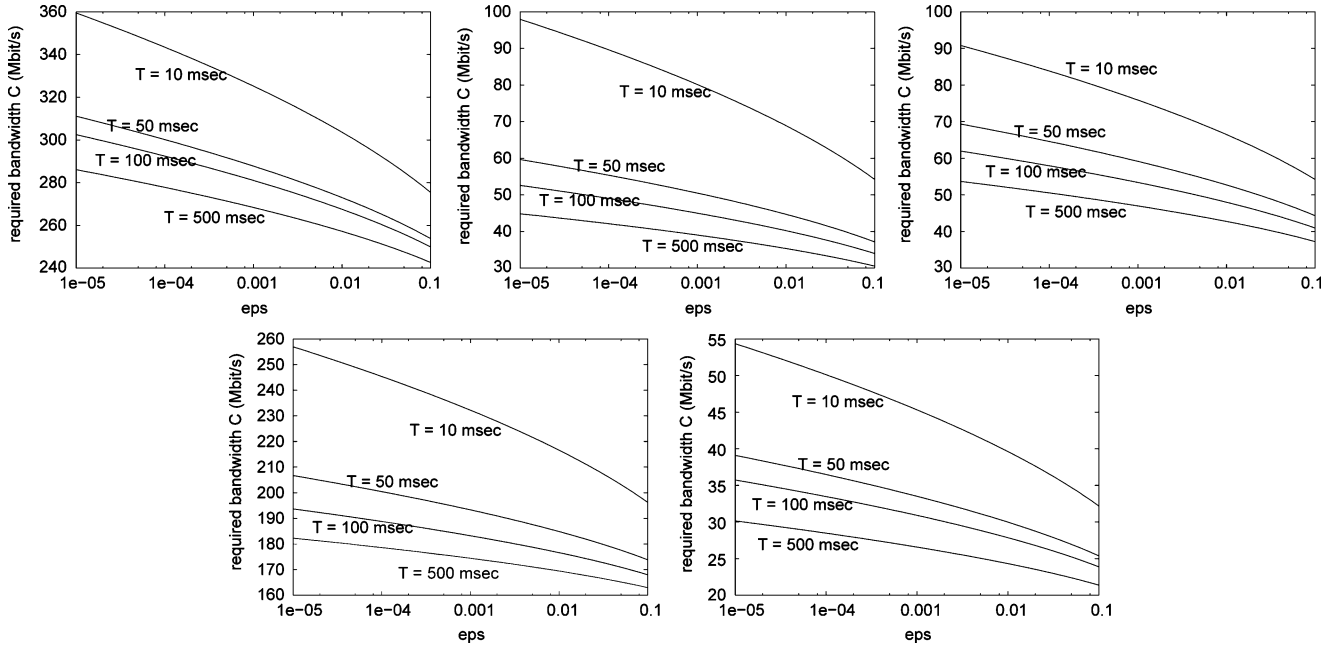 required bandwidth C (Mbit/s)
360
340
320
300
280
260
240
T = 10 msec
T = 50 msec
T = 100 msec
T = 500 msec
1e-05
1e-04
0.001
0.01
0.1
eps
required bandwidth C (Mbit/s)
100
90
80
70
60
50
40
30
T = 10 msec
T = 50 msec
T = 100 msec
T = 500 msec
1e-05
1e-04
0.001
0.01
0.1
eps
required bandwidth C (Mbit/s)
100
90
80
70
60
50
40
30
T = 10 msec
T = 50 msec
T = 100 msec
T = 500 msec
1e-05
1e-04
0.001
0.01
0.1
eps
required bandwidth C (Mbit/s)
260
250
240
230
220
210
200
190
180
170
160
T = 10 msec
T = 50 msec
T = 100 msec
T = 500 msec
1e-05
1e-04
0.001
0.01
0.1
eps
required bandwidth C (Mbit/s)
55
50
45
40
35
30
25
20
T = 10 msec
T = 50 msec
T = 100 msec
T = 500 msec
1e-05
1e-04
0.001
0.01
0.1
eps